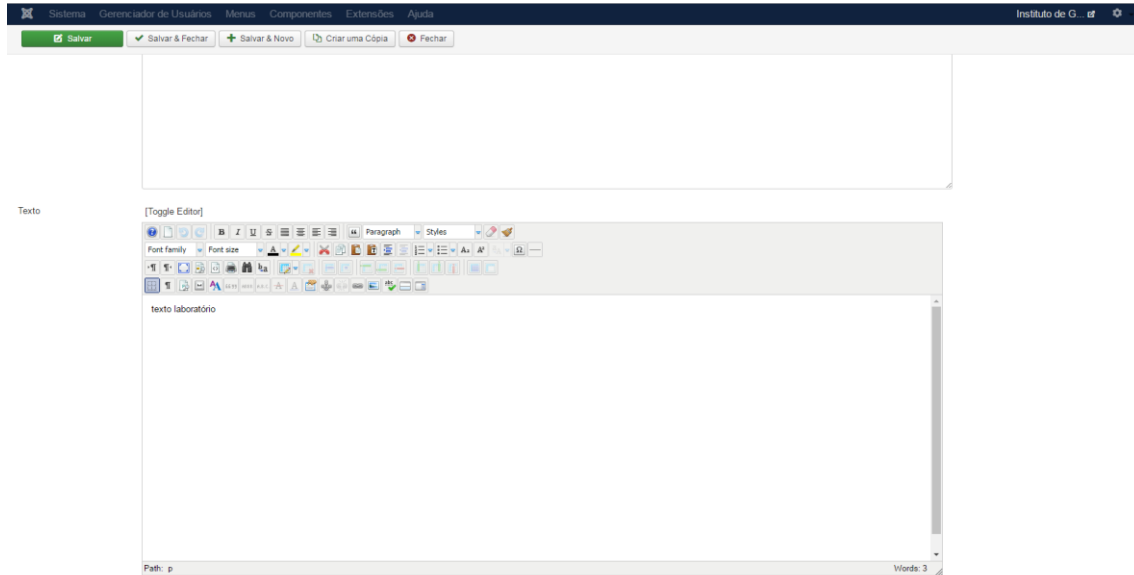 Sistema Gerenciador de Usuários Menus Componentes Extensões Ajuda Instituto de G...
Salvar Salvar & Fechar Salvar & Novo Criar uma Cópia Fechar
Texto [Toggle Editor]
B I U S Paragraph Styles
Font family Font size A
texto laboratório
Path: p Words: 3